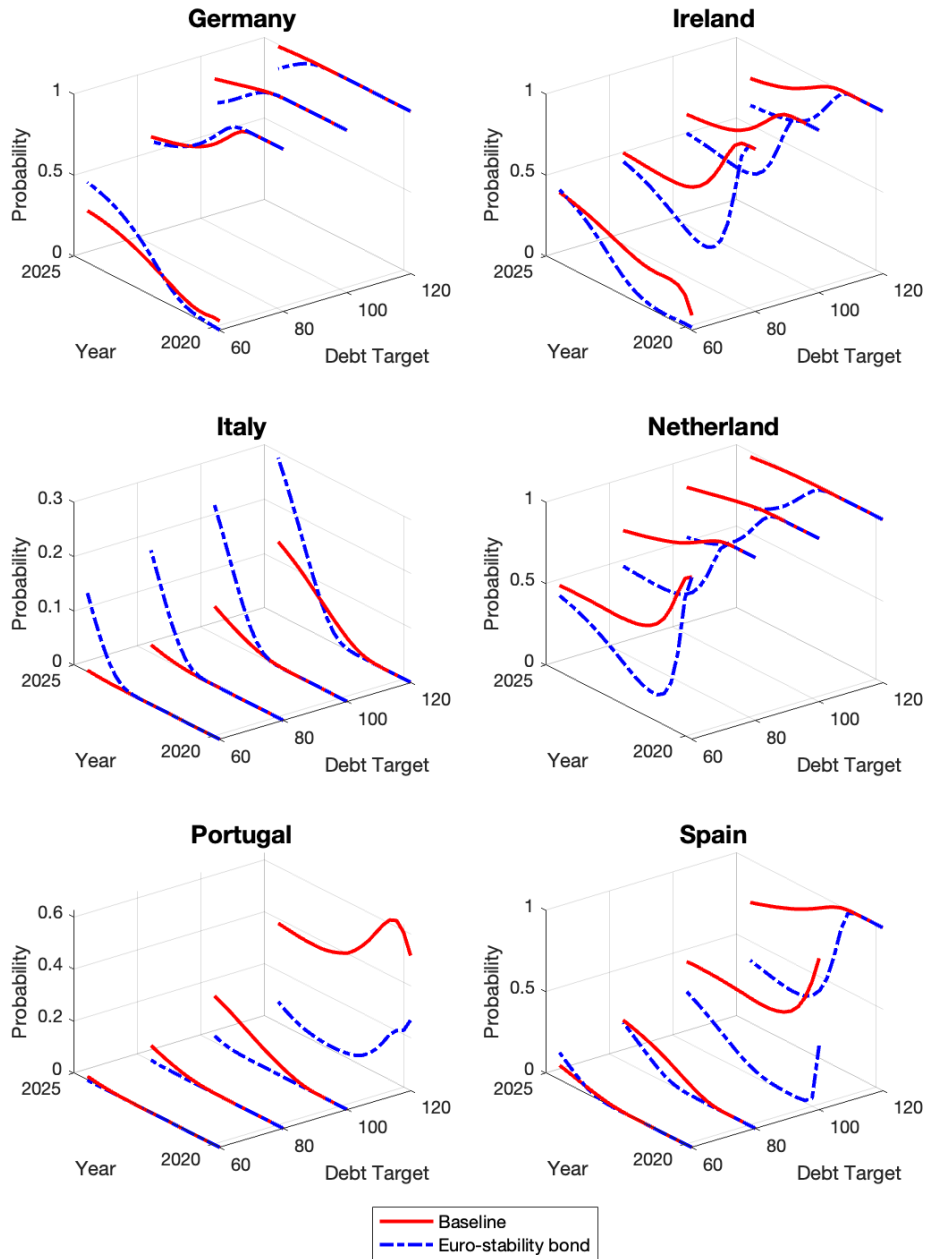 Germany
Probability
1
0.5
0
2025
2020
Year
60
80
100
120
Debt Target
Ireland
Probability
1
0.5
0
2025
2020
Year
60
80
100
120
Debt Target
Italy
Probability
0.3
0.2
0.1
0
2025
2020
Year
60
80
100
120
Debt Target
Netherland
Probability
1
0.5
0
2025
2020
Year
60
80
100
120
Debt Target
Portugal
Probability
0.6
0.4
0.2
0
2025
2020
Year
60
80
100
120
Debt Target
Spain
Probability
1
0.5
0
2025
2020
Year
60
80
100
120
Debt Target
Baseline
Euro-stability bond